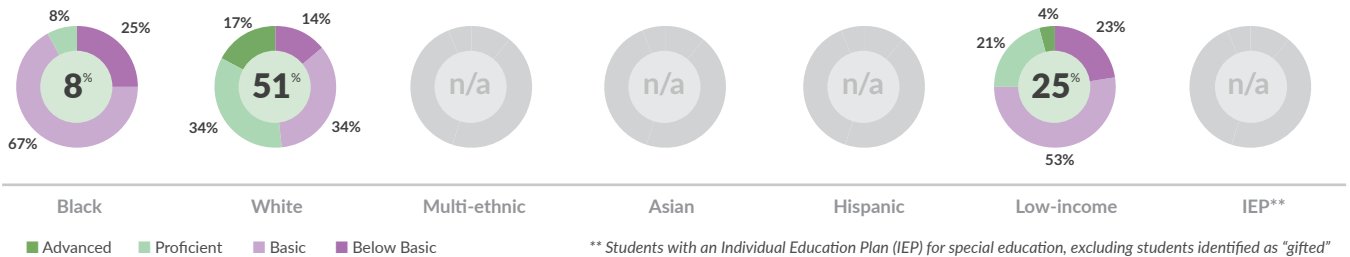 8%
25%
67%
8%
17%
14%
34%
34%
51%
n/a
n/a
n/a
4%
23%
21%
53%
25%
n/a
Black
White
Multi-ethnic
Asian
Hispanic
Low-income
IEP**
Advanced
Proficient
Basic
Below Basic
** Students with an Individual Education Plan (IEP) for special education, excluding students identified as “gifted”